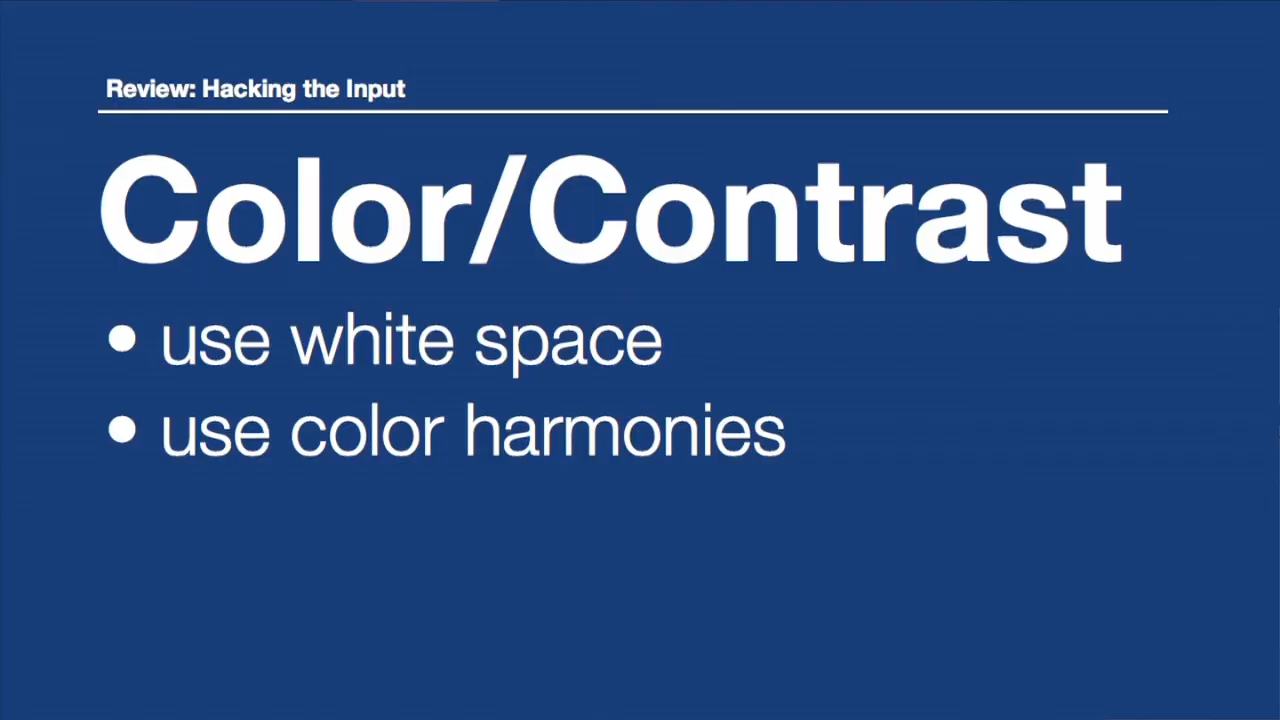 Review: Hacking the Input
Color/Contrast
• use white space
• use color harmonies